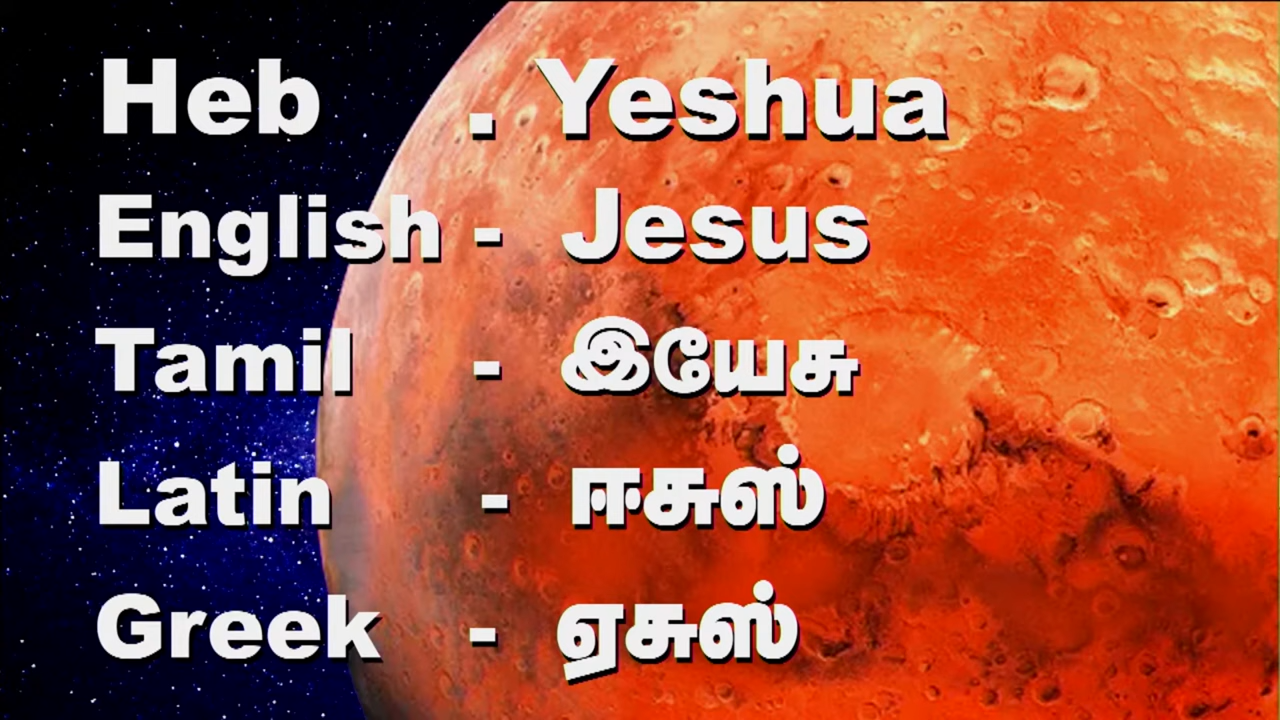 Heb . Yeshua
English - Jesus
Tamil - இயேசு
Latin - ஈசுஸ்
Greek - ஏசுஸ்